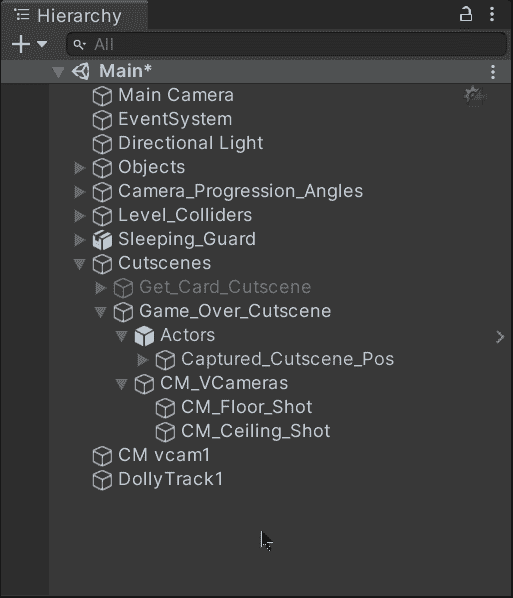 Hierarchy
All
Main*
Main Camera
EventSystem
Directional Light
Objects
Camera_Progression_Angles
Level_Colliders
Sleeping_Guard
Cutscenes
Get_Card_Cutscene
Game_Over_Cutscene
Actors
Captured_Cutscene_Pos
CM_VCameras
CM_Floor_Shot
CM_Ceiling_Shot
CM vcam1
DollyTrack1